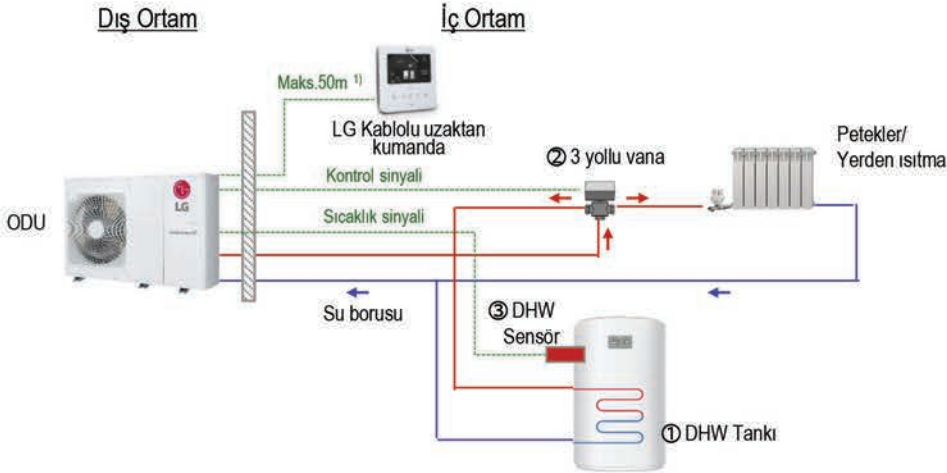 Dış Ortam
İç Ortam
Maks.50m 1)
LG Kablolu uzaktan
kumanda
② 3 yollu vana
Petekler/
Yerden ısıtma
Kontrol sinyali
LG
Sıcaklık sinyali
ODU
Su borusu
③ DHW
Sensör
① DHW Tankı